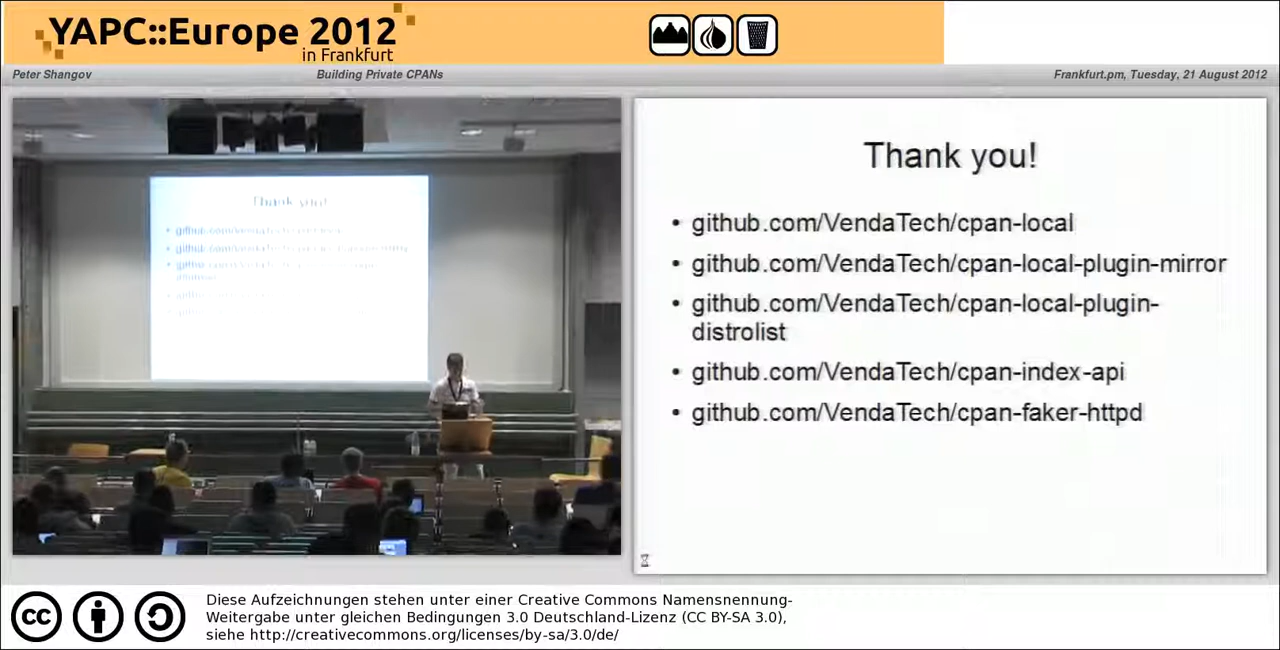 YAPC::Europe 2012
in Frankfurt
Peter Shangov
Building Private CPANs
Frankfurt.pm, Tuesday, 21 August 2012
Thank you!
Thank you!
• github.com/VendaTech/cpan-local
• github.com/VendaTech/cpan-local-plugin-mirror
• github.com/VendaTech/cpan-local-plugin-
distrolist
• github.com/VendaTech/cpan-index-api
• github.com/VendaTech/cpan-faker-httpd
cc
Diese Aufzeichnungen stehen unter einer Creative Commons Namensnennung-
Weitergabe unter gleichen Bedingungen 3.0 Deutschland-Lizenz (CC BY-SA 3.0),
siehe http://creativecommons.org/licenses/by-sa/3.0/de/